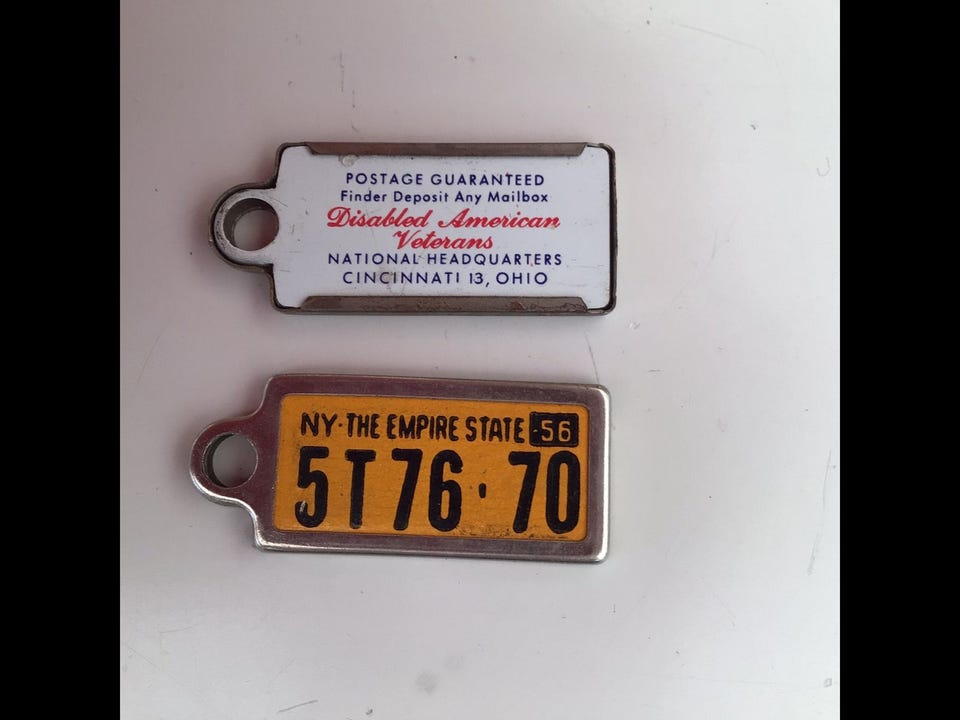 POSTAGE GUARANTEED
Finder Deposit Any Mailbox
Disabled American
Veterans
NATIONAL HEADQUARTERS
CINCINNATI 13, OHIO
NY·THE EMPIRE STATE 56
5T76·70